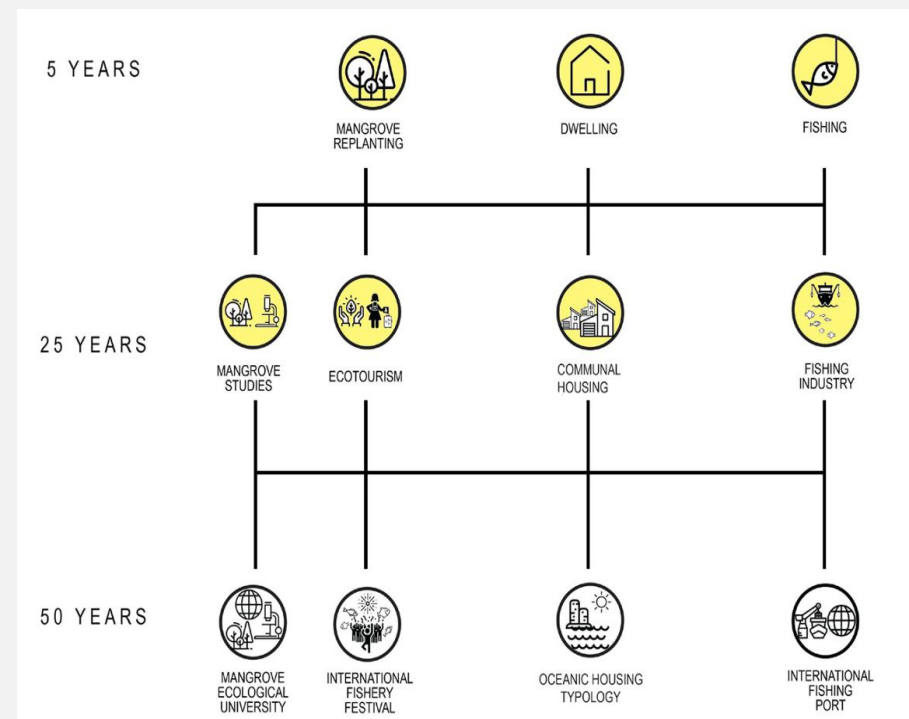 5 YEARS
MANGROVE
REPLANTING
DWELLING
FISHING
25 YEARS
MANGROVE
STUDIES
ECOTOURISM
COMMUNAL
HOUSING
FISHING
INDUSTRY
50 YEARS
MANGROVE
ECOLOGICAL
UNIVERSITY
INTERNATIONAL
FISHERY
FESTIVAL
OCEANIC HOUSING
TYPOLOGY
INTERNATIONAL
FISHING
PORT